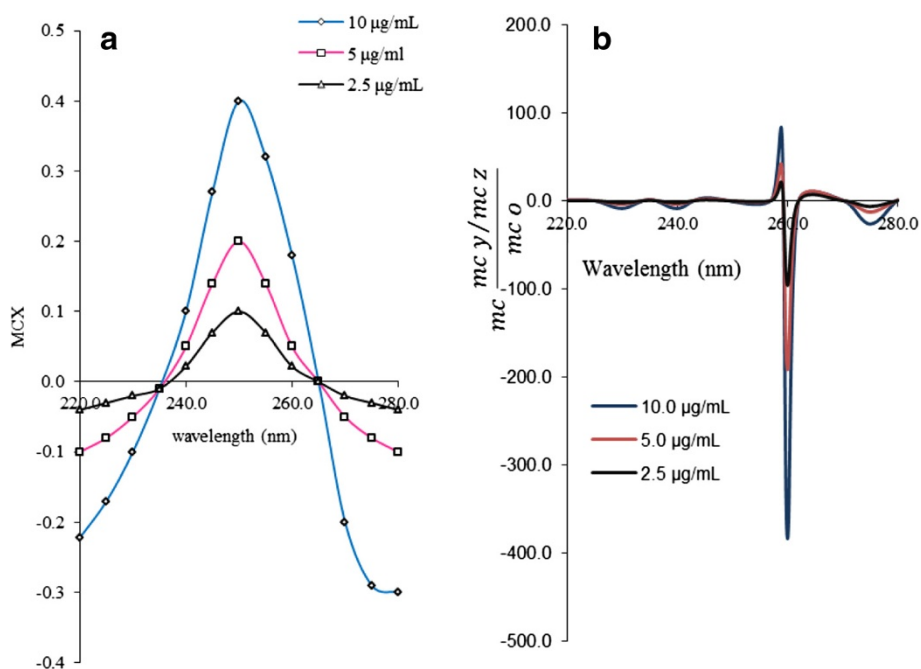 a
10 µg/mL
5 µg/ml
2.5 µg/mL
0.5
0.4
0.3
0.2
0.1
0.0
-0.1
-0.2
-0.3
-0.4
220.0 240.0 260.0 280.0
MCX
wavelength (nm)
b
200.0
100.0
0.0
-100.0
-200.0
-300.0
-400.0
-500.0
220.0 240.0 260.0 280.0
mc mc y/mc z
mc o
Wavelength (nm)
10.0 µg/mL
5.0 µg/mL
2.5 µg/mL